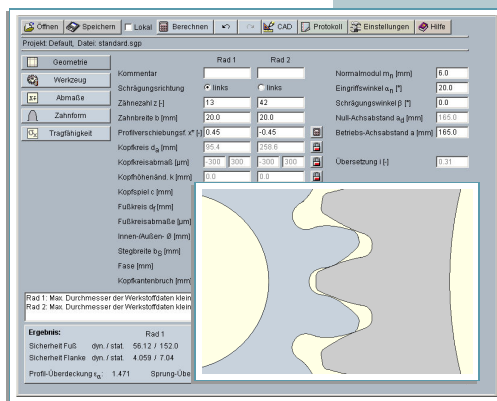 Öffnen Speichern Lokal Berechnen CAD Protokoll Einstellungen Hilfe
Projekt: Default, Datei: standard.sgp
Geometrie
Werkzeug
Abmaße
Zahnform
Tragfähigkeit
Rad 1 Rad 2
Kommentar Normalmodul mn [mm] 6.0
Schrägungsrichtung links links Eingriffswinkel αn [°] 20.0
Zähnezahl z [-] 13 42 Schrägungswinkel β [°] 0.0
Zahnbreite b [mm] 20.0 20.0 Null-Achsabstand ad [mm] 165.0
Profilverschiebungsf. x* [-] 0.45 -0.45 Betriebs-Achsabstand a [mm] 165.0
Kopfkreis da [mm] 95.4 258.6
Kopfkreisabmaß [µm] -300 300 -300 300 Übersetzung i [-] 0.31
Kopfhöhenänd. k [mm] 0.0 0.0
Kopfspiel c [mm]
Fußkreis df [mm]
Fußkreisabmaße [µm]
Innen-/Außen- Ø [mm]
Stegbreite bS [mm]
Fase [mm]
Kopfkantenbruch [mm]
Rad 1: Max. Durchmesser der Werkstoffdaten klein
Rad 2: Max. Durchmesser der Werkstoffdaten klein
Ergebnis: Rad 1
Sicherheit Fuß dyn. / stat. 56.12 / 152.0
Sicherheit Flanke dyn. / stat. 4.059 / 7.04
Profil-Überdeckung εα: 1.471 Sprung-Übe